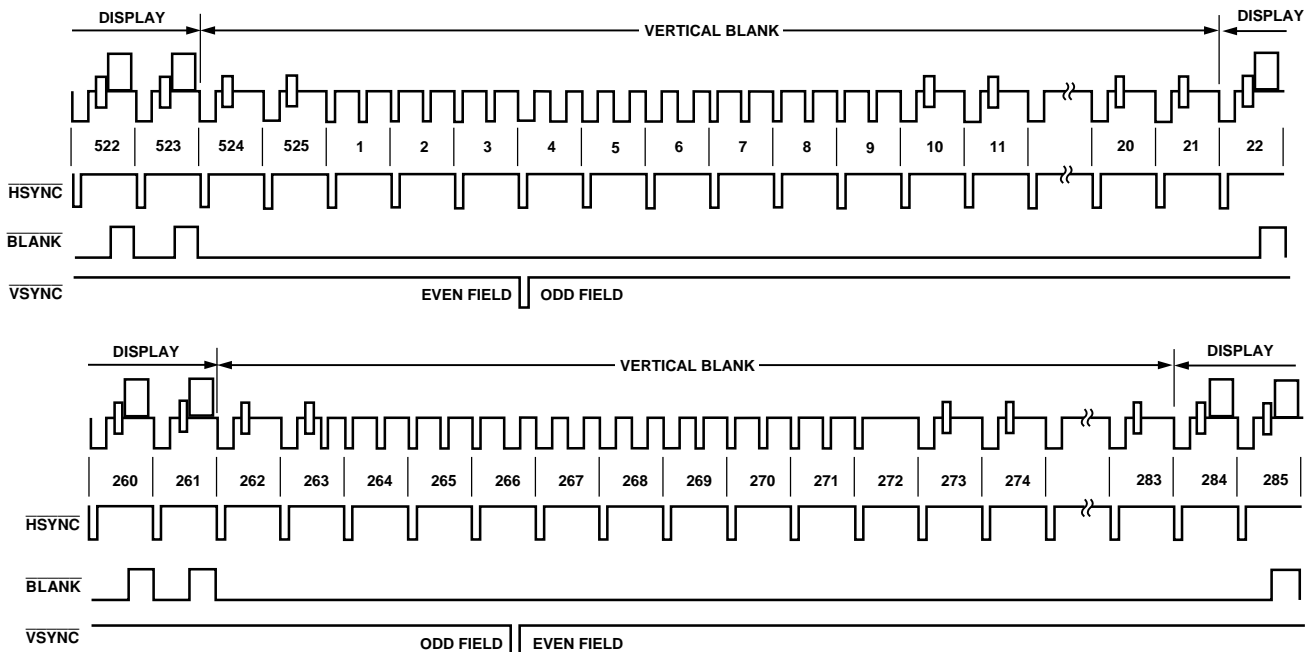 DISPLAY VERTICAL BLANK DISPLAY
522 523 524 525 1 2 3 4 5 6 7 8 9 10 11 20 21 22
HSYNC
BLANK
VSYNC EVEN FIELD ODD FIELD
DISPLAY VERTICAL BLANK DISPLAY
260 261 262 263 264 265 266 267 268 269 270 271 272 273 274 283 284 285
HSYNC
BLANK
VSYNC ODD FIELD EVEN FIELD